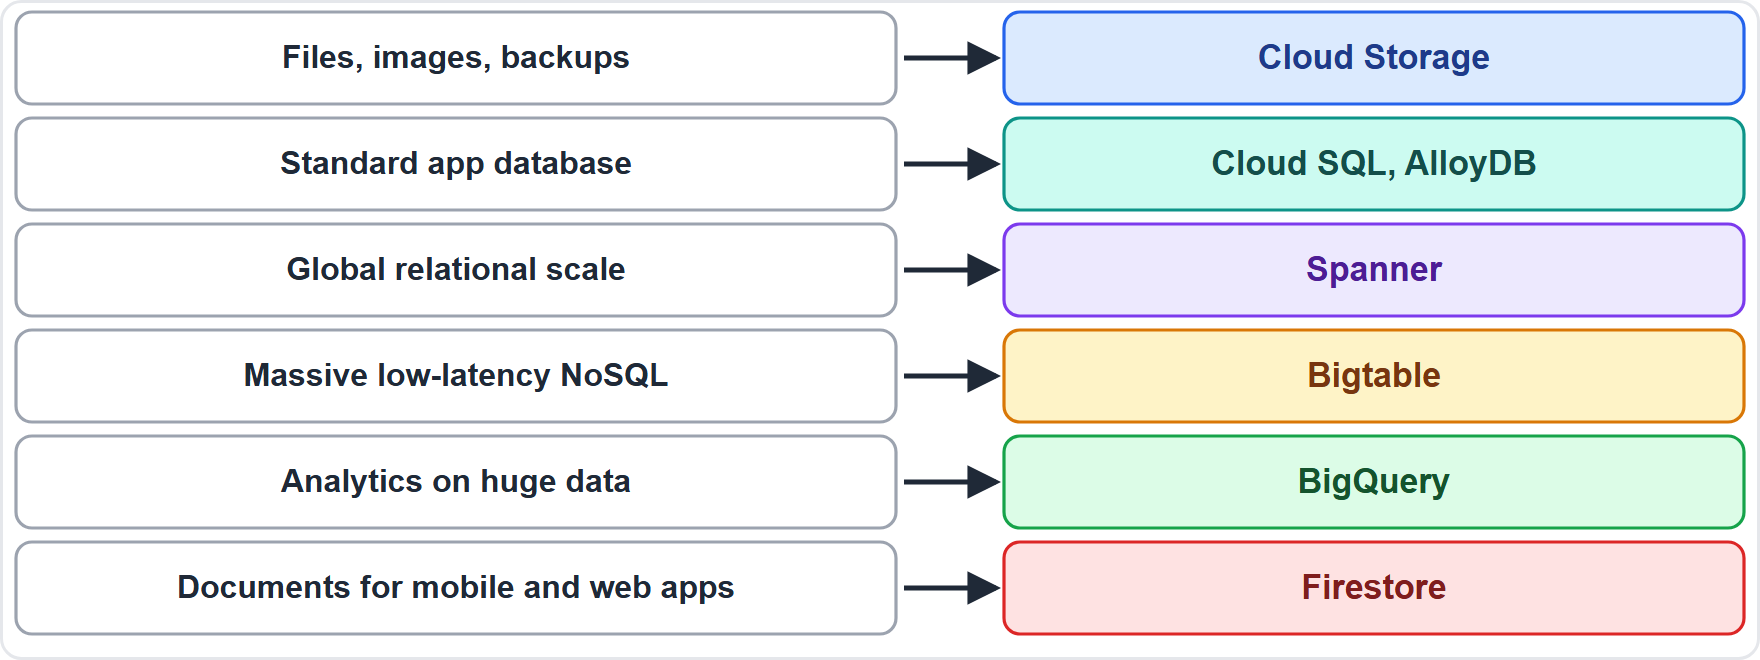 Files, images, backups
Cloud Storage
Standard app database
Cloud SQL, AlloyDB
Global relational scale
Spanner
Massive low-latency NoSQL
Bigtable
Analytics on huge data
BigQuery
Documents for mobile and web apps
Firestore